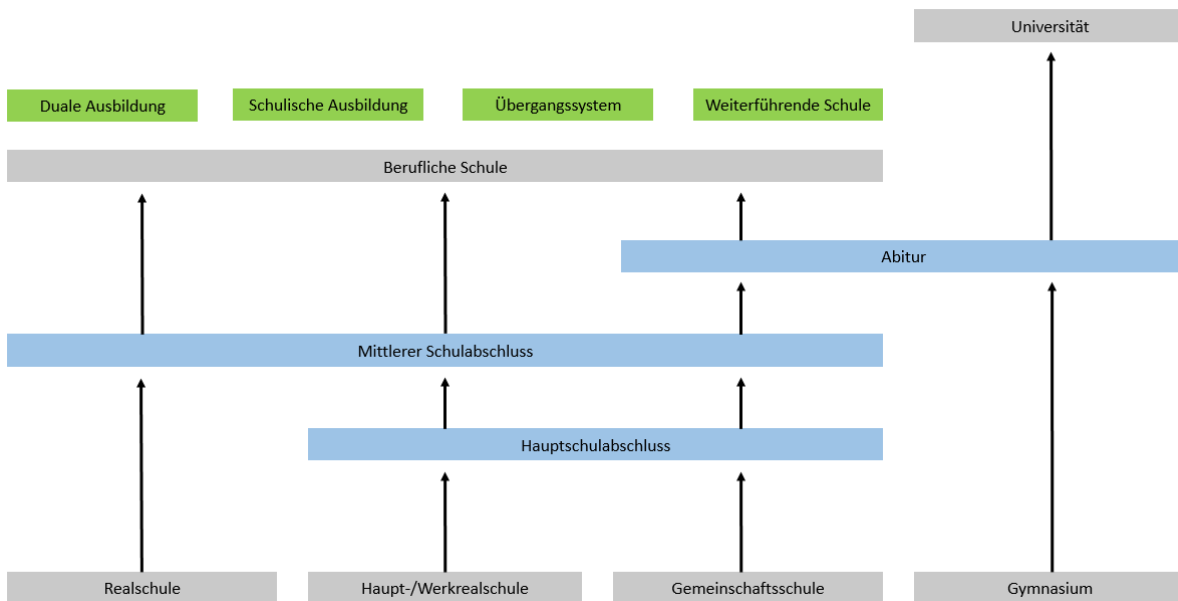 Universität
Duale Ausbildung
Schulische Ausbildung
Übergangssystem
Weiterführende Schule
Berufliche Schule
Abitur
Mittlerer Schulabschluss
Hauptschulabschluss
Realschule
Haupt-/Werkrealschule
Gemeinschaftsschule
Gymnasium